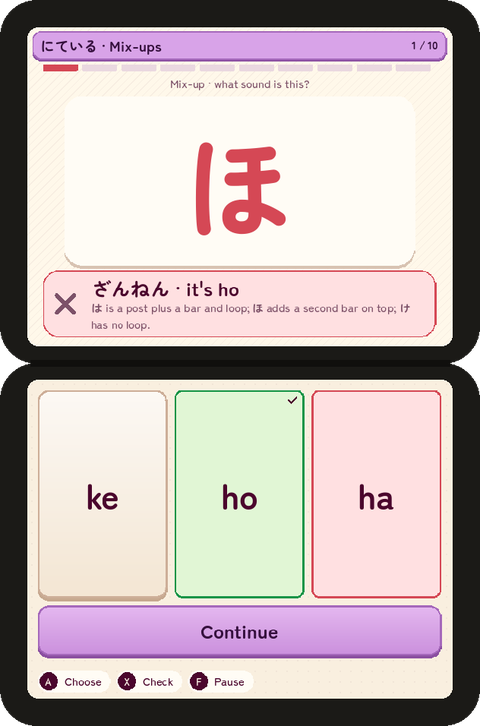 にている · Mix-ups
1 / 10
Mix-up · what sound is this?
ほ
ざんねん · it's ho
は is a post plus a bar and loop; ほ adds a second bar on top; け
has no loop.
ke
ho
ha
Continue
A Choose X Check F Pause